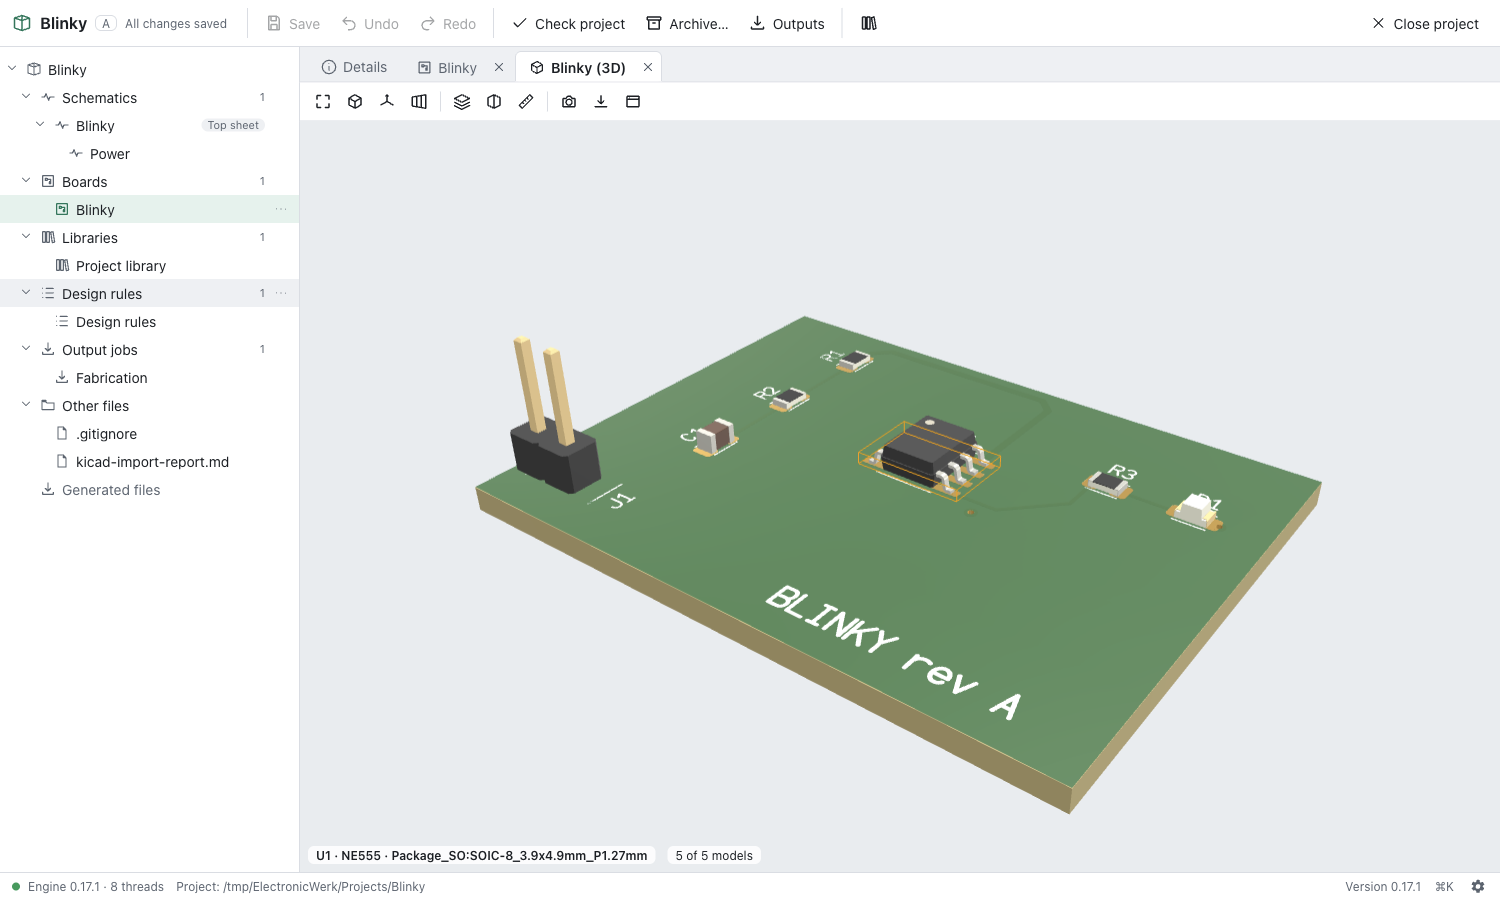 Blinky A All changes saved Save Undo Redo Check project Archive... Outputs Close project
Blinky
Schematics 1
Blinky Top sheet
Power
Boards 1
Blinky
Libraries 1
Project library
Design rules 1
Design rules
Output jobs 1
Fabrication
Other files
.gitignore
kicad-import-report.md
Generated files
Details Blinky Blinky (3D)
R1
R2
J1
R3
BLINKY rev A
U1 · NE555 · Package_SO:SOIC-8_3.9x4.9mm_P1.27mm 5 of 5 models
Engine 0.17.1 · 8 threads Project: /tmp/ElectronicWerk/Projects/Blinky Version 0.17.1 ⌘K